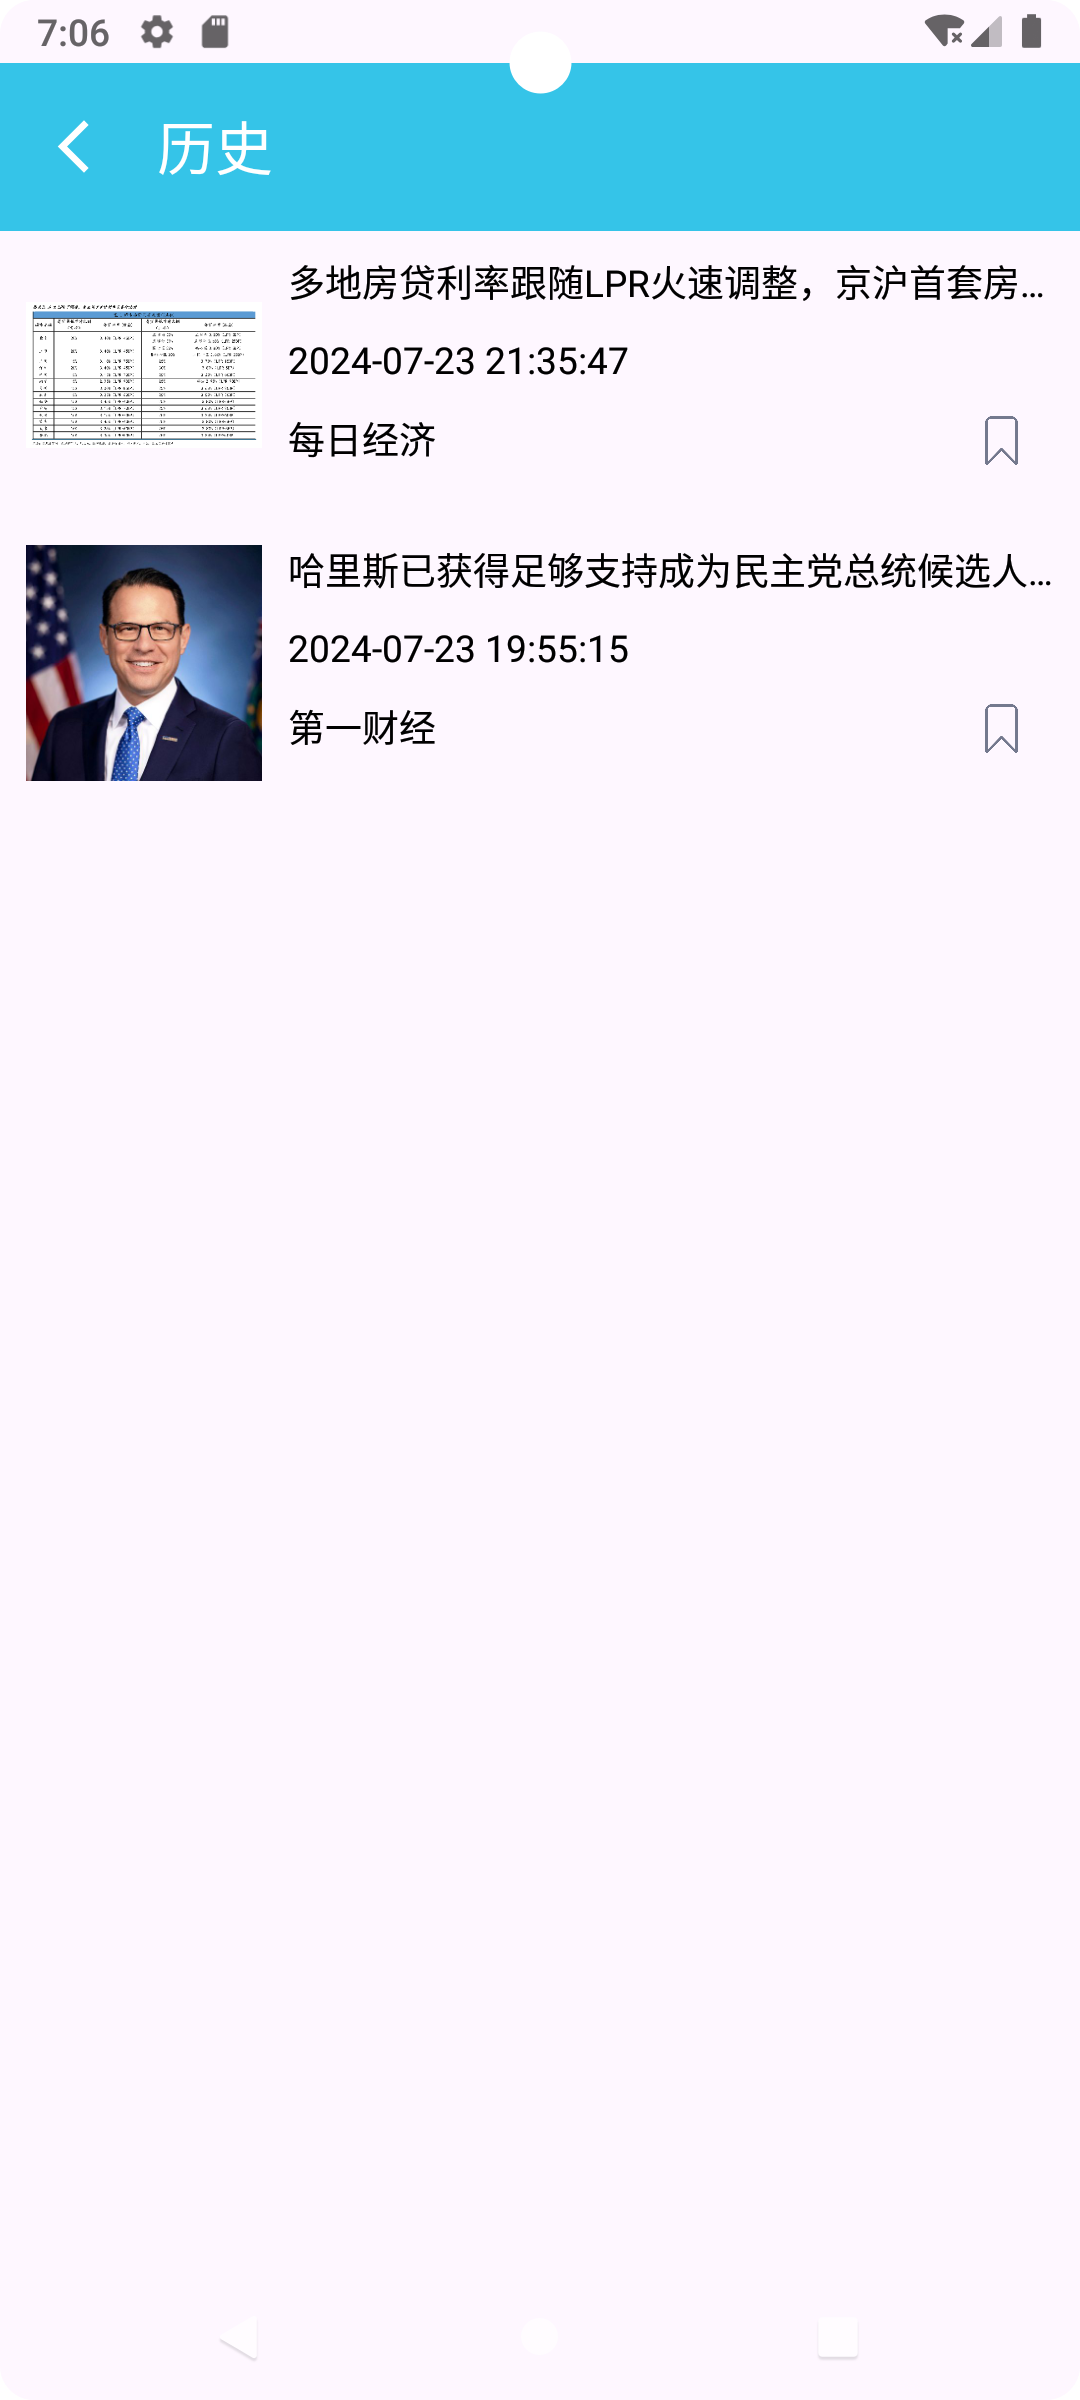 7:06
历史
多地房贷利率跟随LPR火速调整，京沪首套房...
2024-07-23 21:35:47
每日经济
哈里斯已获得足够支持成为民主党总统候选人...
2024-07-23 19:55:15
第一财经